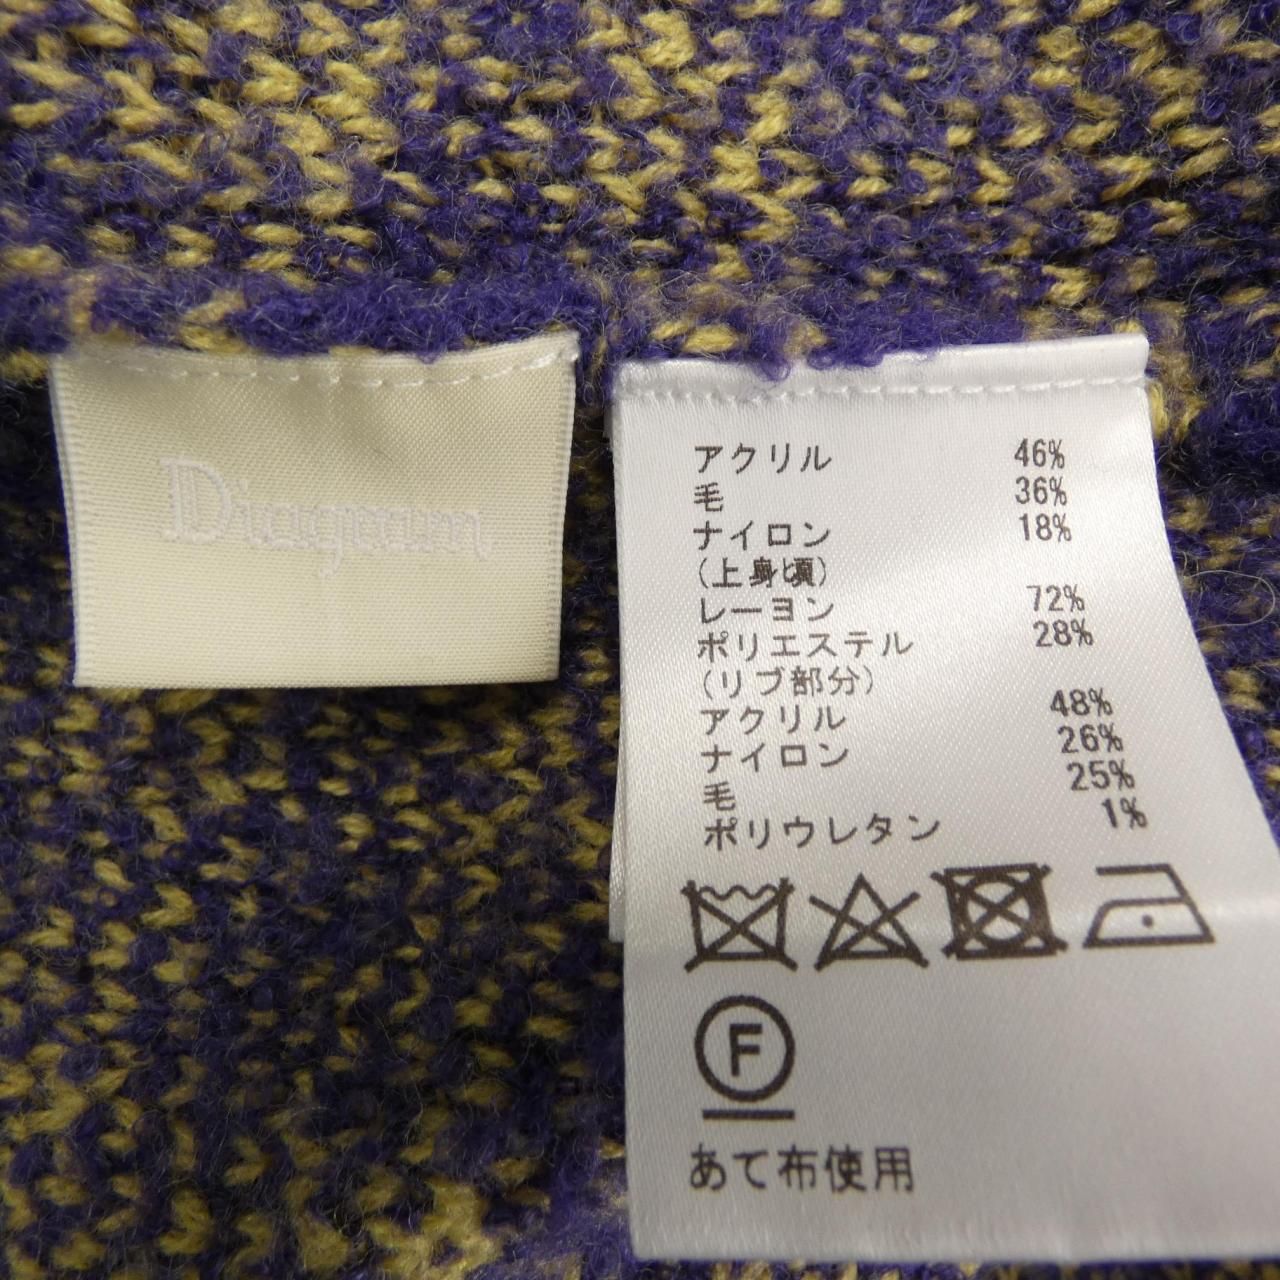 Diagram
アクリル 46%
毛 36%
ナイロン 18%
(上身頃)
レーヨン 72%
ポリエステル 28%
(リブ部分)
アクリル 48%
ナイロン 26%
毛 25%
ポリウレタン 1%
F
あて布使用